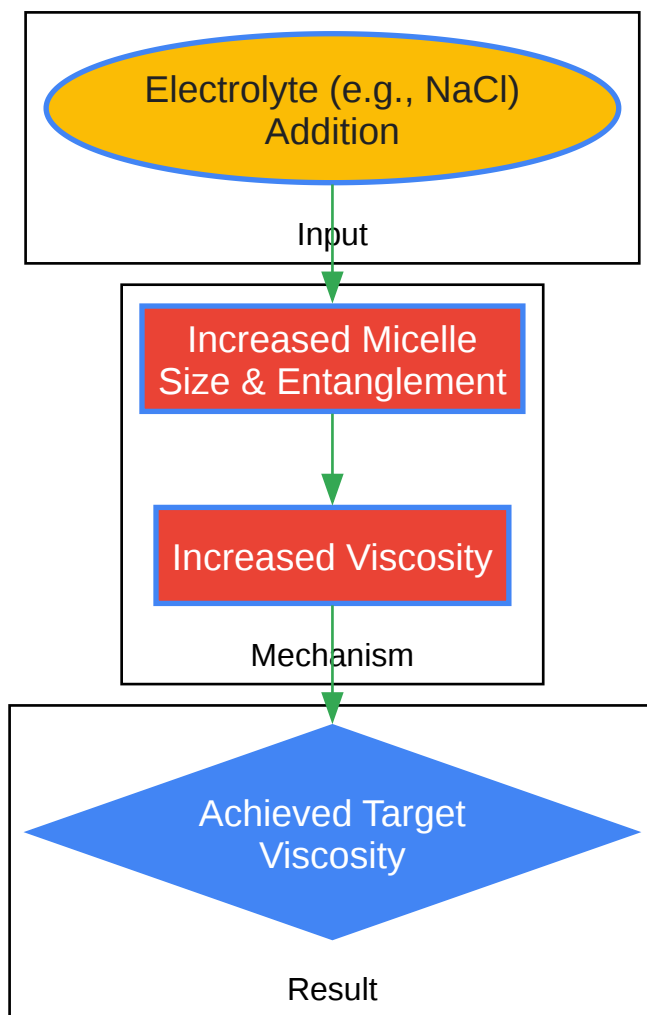 Electrolyte (e.g., NaCl)
Addition
Input
Increased Micelle
Size & Entanglement
Increased Viscosity
Mechanism
Achieved Target
Viscosity
Result